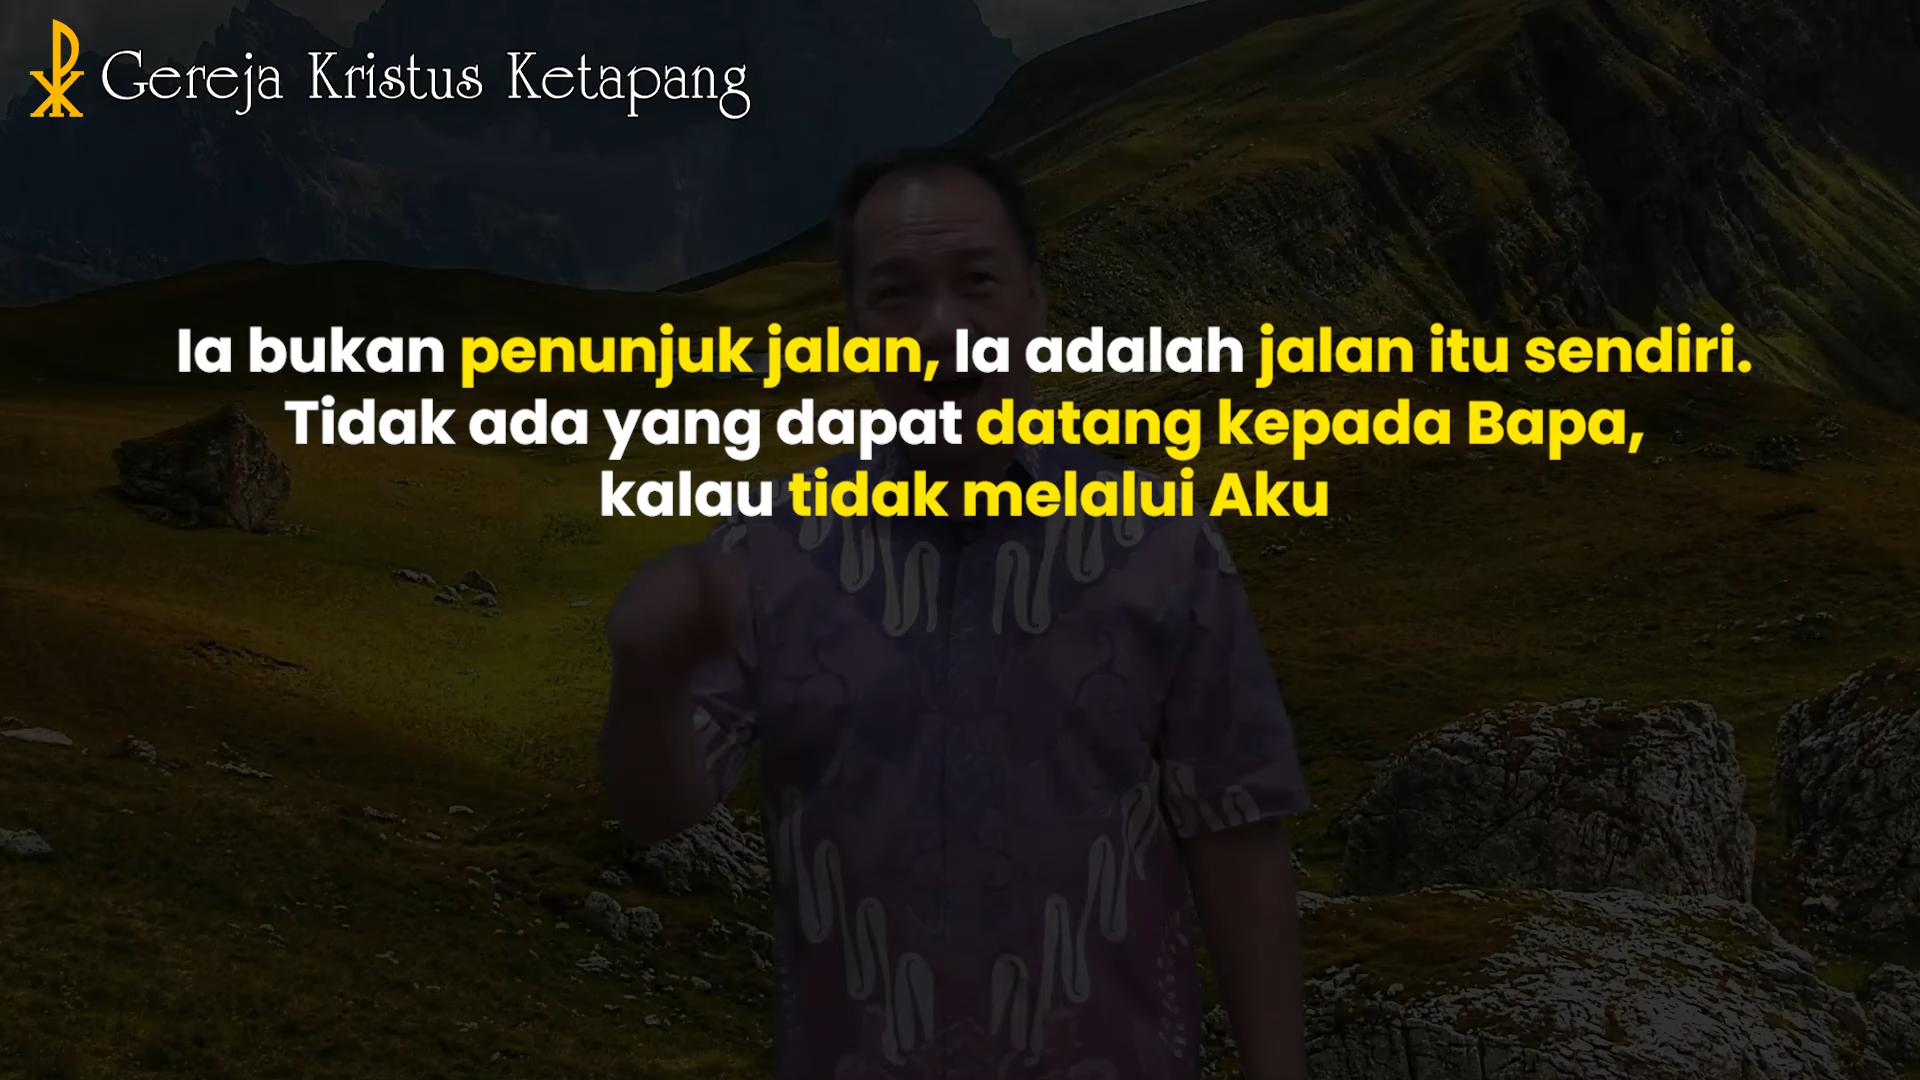 Gereja Kristus Ketapang
Ia bukan penunjuk jalan, Ia adalah jalan itu sendiri.
Tidak ada yang dapat datang kepada Bapa,
kalau tidak melalui Aku